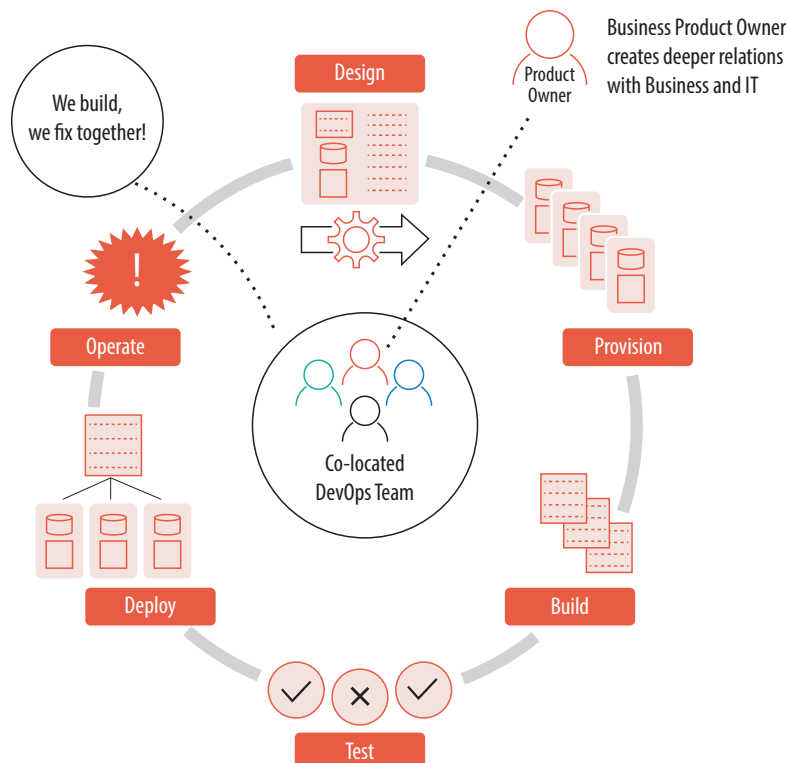 Business Product Owner
creates deeper relations
with Business and IT
Product
Owner
Design
We build,
we fix together!
!
Operate
Provision
Co-located
DevOps Team
Deploy
Build
Test